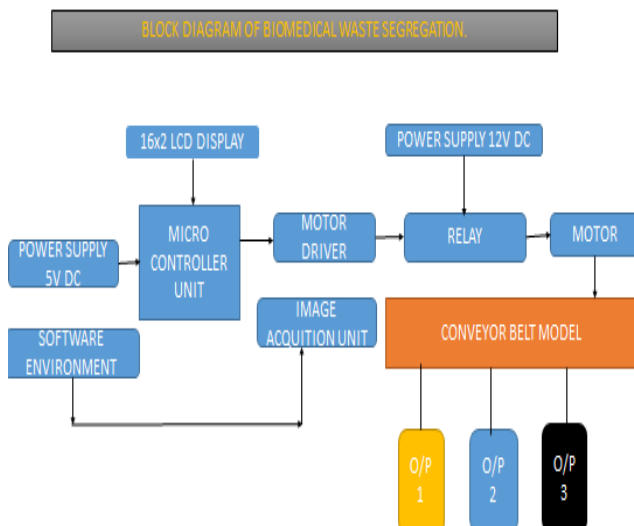 BLOCK DIAGRAM OF BIOMEDICAL WASTE SEGREGATION.
16x2 LCD DISPLAY
POWER SUPPLY 12V DC
MICRO
CONTROLLER
UNIT
MOTOR
DRIVER
RELAY
MOTOR
POWER SUPPLY
5V DC
IMAGE
ACQUITION UNIT
SOFTWARE
ENVIRONMENT
CONVEYOR BELT MODEL
O/P
1
O/P
2
O/P
3